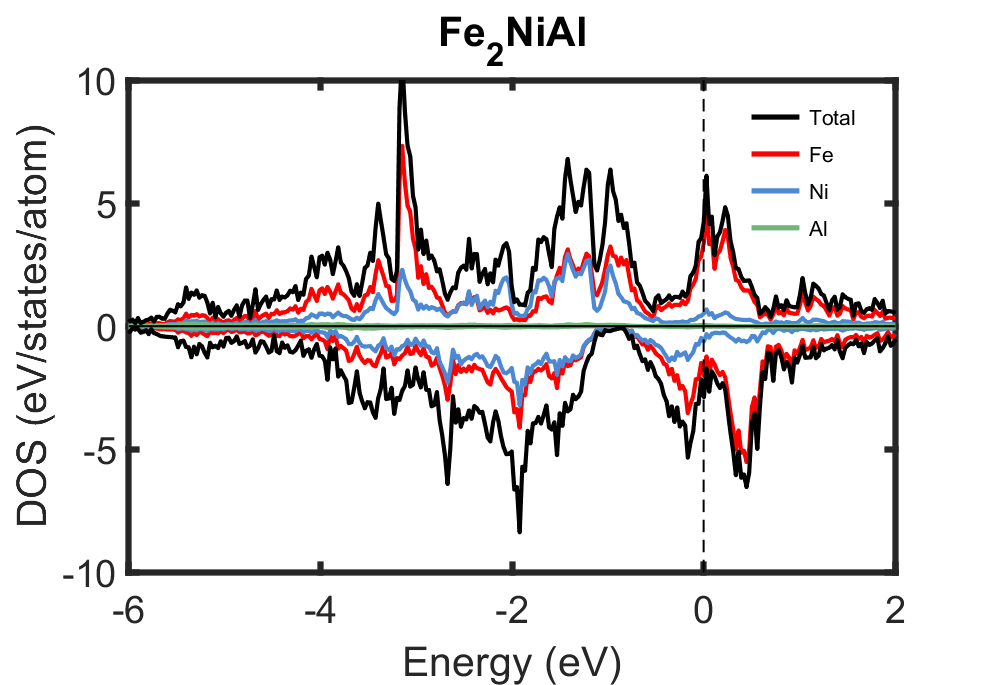 Fe₂NiAl
10
5
0
-5
-10
DOS (eV/states/atom)
Total
Fe
Ni
Al
-6
-4
-2
0
2
Energy (eV)